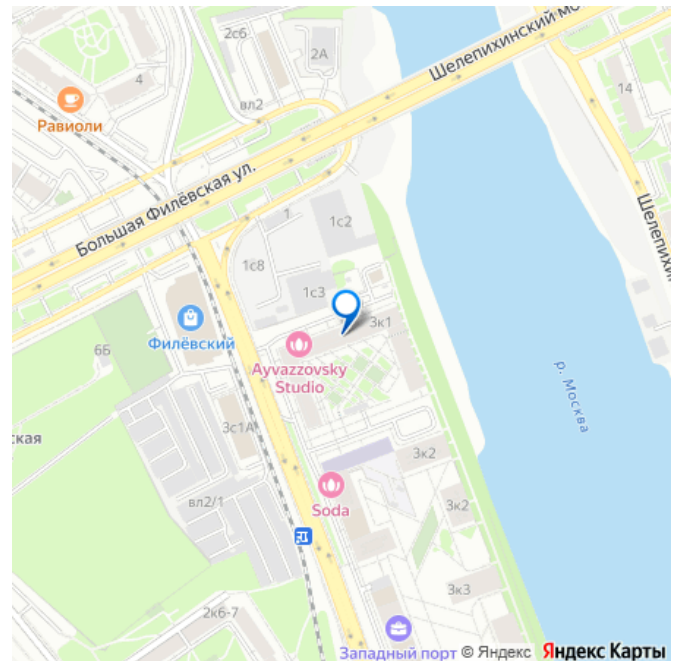 2с6
2А
4
вл2
Равиоли
Шелепихинский мо
14
Шелепихи
Большая Филёвская ул.
1
1с2
1с8
1с3
3к1
6Б
Филёвский
Ayvazzovsky
Studio
р. Москва
ская
3с1А
3к2
вл2/1
Soda
3к2
3к3
2к6-7
Западный порт
© Яндекс Яндекс Карты